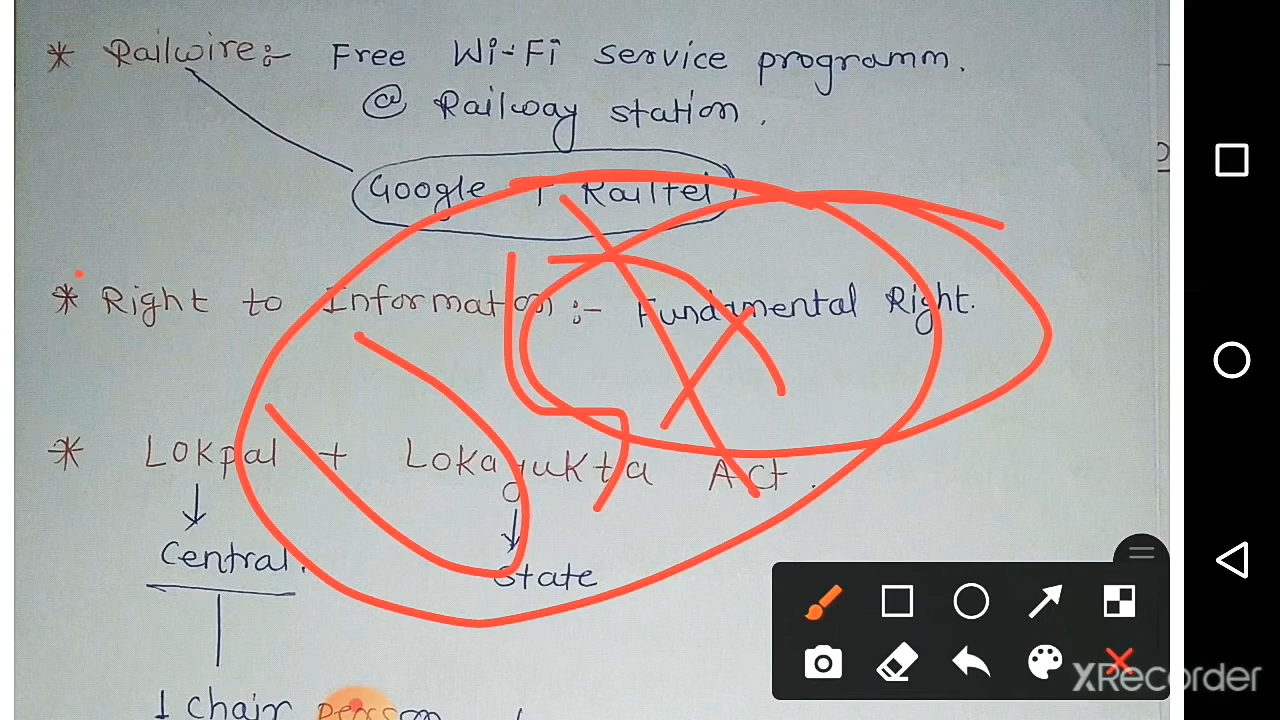 * Railwire:- Free Wi-Fi service programm.
@ Railway station.
Google + Railtel
* Right to Information :- Fundamental Right.
* Lokpal + Lokayukta Act.
Central. State
1 chair person
XRecorder